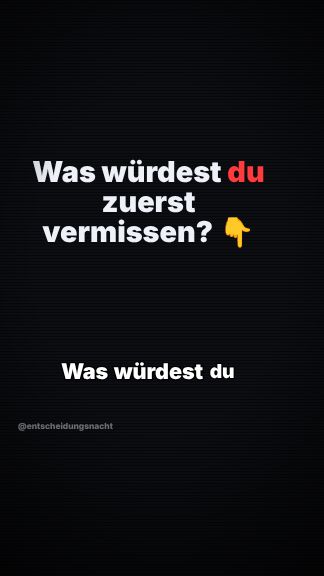 Was würdest du
zuerst
vermissen? 👇
Was würdest du
@entscheidungsnacht